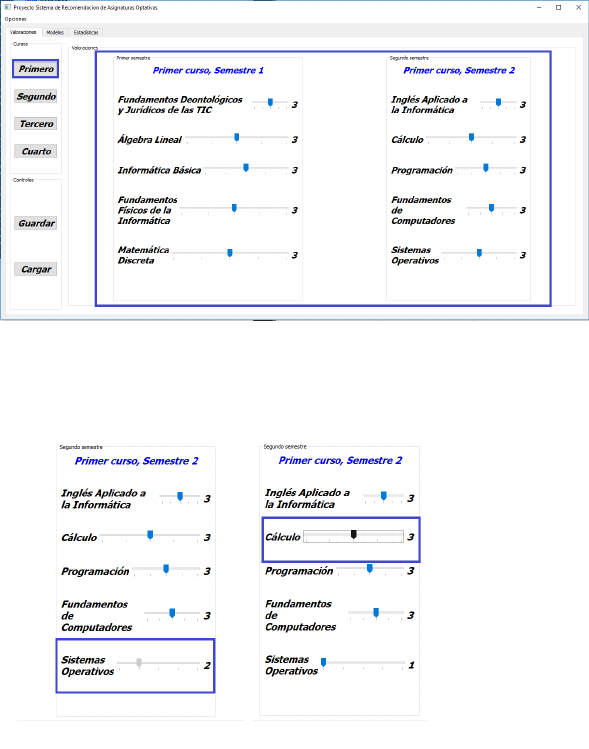 Proyecto Sistema de Recomendacion de Asignaturas Optativas
Opciones
Valoraciones Modelos Estadísticas
Cursos
Primero
Segundo
Tercero
Cuarto
Controles
Guardar
Cargar
Valoraciones
Primer semestre
Primer curso, Semestre 1
Fundamentos Deontológicos
y Jurídicos de las TIC 3
Álgebra Lineal 3
Informática Básica 3
Fundamentos
Físicos de la
Informática 3
Matemática
Discreta 3
Segundo semestre
Primer curso, Semestre 2
Inglés Aplicado a
la Informática 3
Cálculo 3
Programación 3
Fundamentos
de
Computadores 3
Sistemas
Operativos 3
Segundo semestre
Primer curso, Semestre 2
Inglés Aplicado a
la Informática 3
Cálculo 3
Programación 3
Fundamentos
de
Computadores 3
Sistemas
Operativos 2
Segundo semestre
Primer curso, Semestre 2
Inglés Aplicado a
la Informática 3
Cálculo 3
Programación 3
Fundamentos
de
Computadores 3
Sistemas
Operativos 1